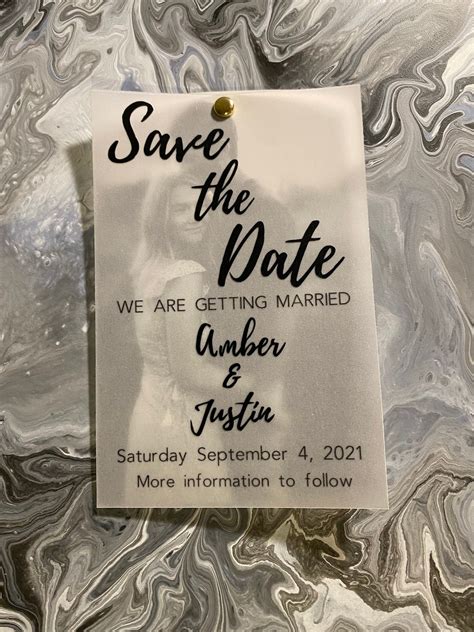 Save
the
Date
WE ARE GETTING MARRIED
Amber
&
Justin
Saturday September 4, 2021
More information to follow